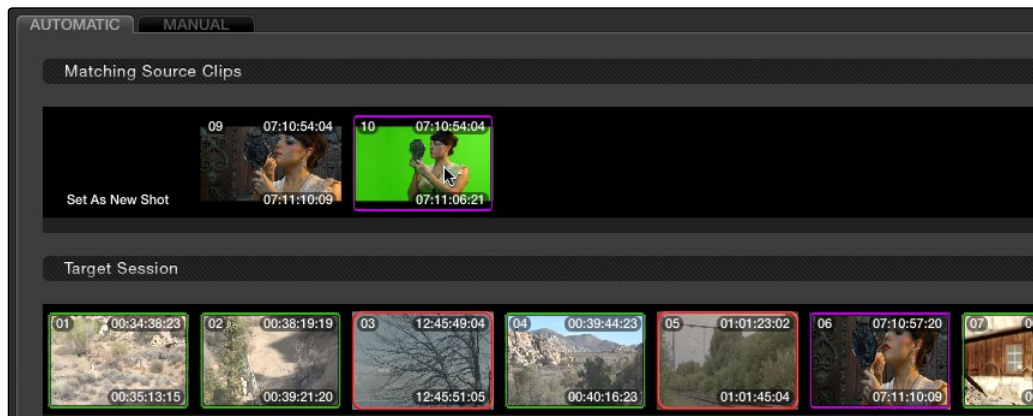 AUTOMATIC MANUAL
Matching Source Clips
09 07:10:54:04 10 07:10:54:04
Set As New Shot 07:11:10:09 07:11:06:21
Target Session
01 00:34:38:23 02 00:38:19:19 03 12:45:49:04 04 00:39:44:23 05 01:01:23:02 06 07:10:57:20 07
00:35:13:15 00:39:21:20 12:45:51:05 00:40:16:23 01:01:45:04 07:11:10:09